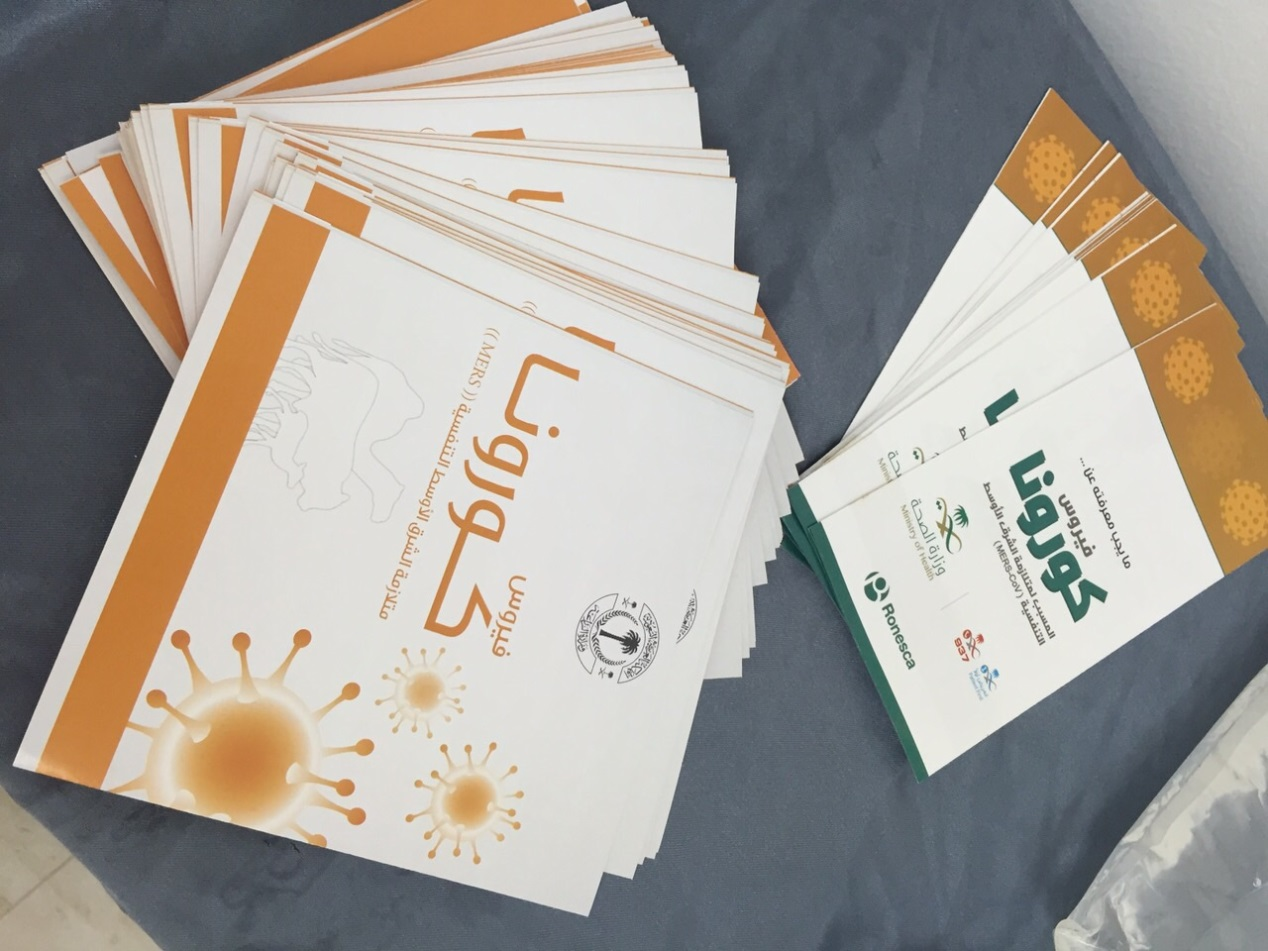 فيروس
كـورونـا
متلازمة الشرق الأوسط التنفسية (( MERS ))
ما يجب معرفته عن ...
فيروس
كورونا
المسبب لمتلازمة الشرق الأوسط
التنفسية (MERS-CoV)
وزارة الصحة
Ministry of Health
937
Ronesca